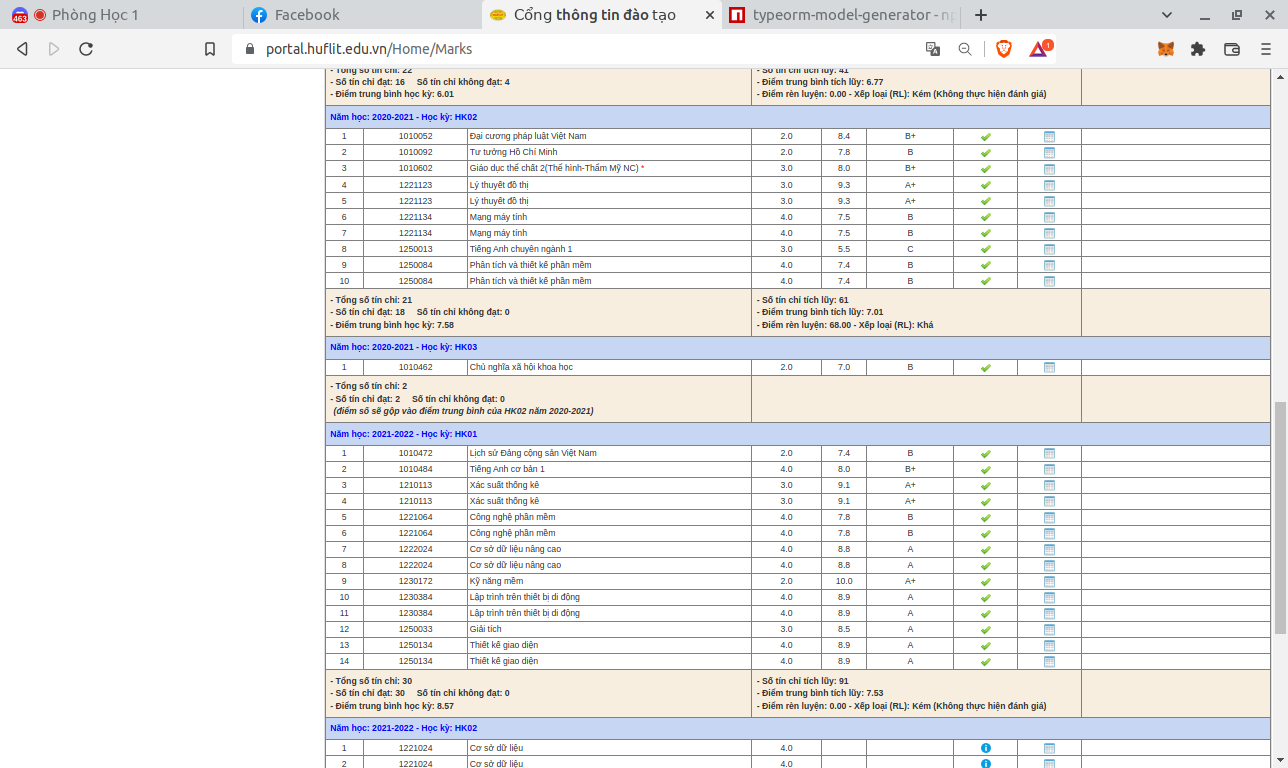 463 Phòng Học 1
Facebook
Cổng thông tin đào tạo
typeorm-model-generator - np
portal.huflit.edu.vn/Home/Marks
1
- Tổng số tín chỉ: 22
- Số tín chỉ tích lũy: 41
- Số tín chỉ đạt: 16 Số tín chỉ không đạt: 4
- Điểm trung bình tích lũy: 6.77
- Điểm trung bình học kỳ: 6.01
- Điểm rèn luyện: 0.00 - Xếp loại (RL): Kém (Không thực hiện đánh giá)
Năm học: 2020-2021 - Học kỳ: HK02
1 1010052 Đại cương pháp luật Việt Nam 2.0 8.4 B+
2 1010092 Tư tưởng Hồ Chí Minh 2.0 7.8 B
3 1010602 Giáo dục thể chất 2(Thể hình-Thẩm Mỹ NC) * 3.0 8.0 B+
4 1221123 Lý thuyết đồ thị 3.0 9.3 A+
5 1221123 Lý thuyết đồ thị 3.0 9.3 A+
6 1221134 Mạng máy tính 4.0 7.5 B
7 1221134 Mạng máy tính 4.0 7.5 B
8 1250013 Tiếng Anh chuyên ngành 1 3.0 5.5 C
9 1250084 Phân tích và thiết kế phần mềm 4.0 7.4 B
10 1250084 Phân tích và thiết kế phần mềm 4.0 7.4 B
- Tổng số tín chỉ: 21
- Số tín chỉ tích lũy: 61
- Số tín chỉ đạt: 18 Số tín chỉ không đạt: 0
- Điểm trung bình tích lũy: 7.01
- Điểm trung bình học kỳ: 7.58
- Điểm rèn luyện: 68.00 - Xếp loại (RL): Khá
Năm học: 2020-2021 - Học kỳ: HK03
1 1010462 Chủ nghĩa xã hội khoa học 2.0 7.0 B
- Tổng số tín chỉ: 2
- Số tín chỉ đạt: 2 Số tín chỉ không đạt: 0
(điểm số sẽ gộp vào điểm trung bình của HK02 năm 2020-2021)
Năm học: 2021-2022 - Học kỳ: HK01
1 1010472 Lịch sử Đảng cộng sản Việt Nam 2.0 7.4 B
2 1010484 Tiếng Anh cơ bản 1 4.0 8.0 B+
3 1210113 Xác suất thống kê 3.0 9.1 A+
4 1210113 Xác suất thống kê 3.0 9.1 A+
5 1221064 Công nghệ phần mềm 4.0 7.8 B
6 1221064 Công nghệ phần mềm 4.0 7.8 B
7 1222024 Cơ sở dữ liệu nâng cao 4.0 8.8 A
8 1222024 Cơ sở dữ liệu nâng cao 4.0 8.8 A
9 1230172 Kỹ năng mềm 2.0 10.0 A+
10 1230384 Lập trình trên thiết bị di động 4.0 8.9 A
11 1230384 Lập trình trên thiết bị di động 4.0 8.9 A
12 1250033 Giải tích 3.0 8.5 A
13 1250134 Thiết kế giao diện 4.0 8.9 A
14 1250134 Thiết kế giao diện 4.0 8.9 A
- Tổng số tín chỉ: 30
- Số tín chỉ tích lũy: 91
- Số tín chỉ đạt: 30 Số tín chỉ không đạt: 0
- Điểm trung bình tích lũy: 7.53
- Điểm trung bình học kỳ: 8.57
- Điểm rèn luyện: 0.00 - Xếp loại (RL): Kém (Không thực hiện đánh giá)
Năm học: 2021-2022 - Học kỳ: HK02
1 1221024 Cơ sở dữ liệu 4.0
2 1221024 Cơ sở dữ liệu 4.0